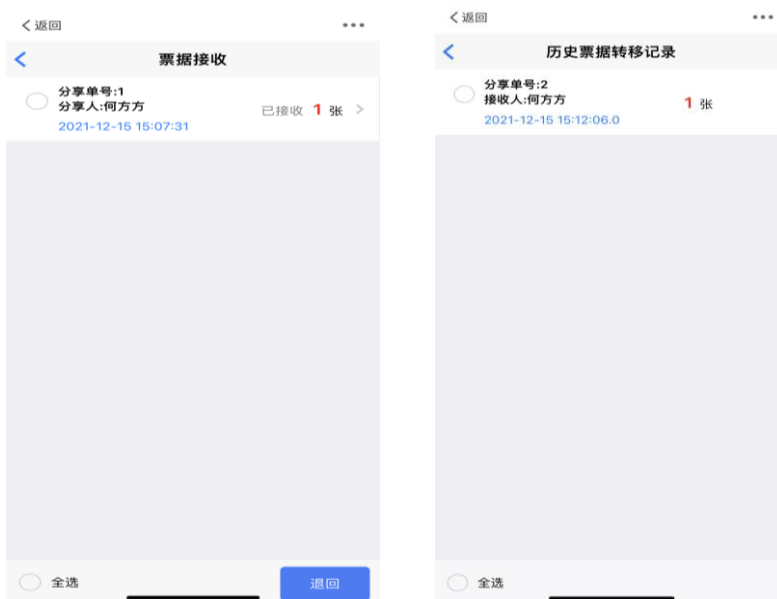 返回
票据接收
分享单号:1
分享人:何方方
已接收 1 张
2021-12-15 15:07:31
全选
退回
返回
历史票据转移记录
分享单号:2
接收人:何方方
1 张
2021-12-15 15:12:06.0
全选